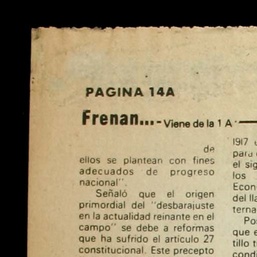 PAGINA 14A
Frenan... - Viene de la 1 A
de
ellos se plantean con fines
adecuados de progreso
nacional".
Señaló que el origen
primordial del "desbarajuste
en la actualidad reinante en el
campo" se debe a reformas
que ha sufrido el artículo 27
constitucional. Este precepto
1917
para
el
los
Econ
del
terna
Po
que e
tillo t
condi